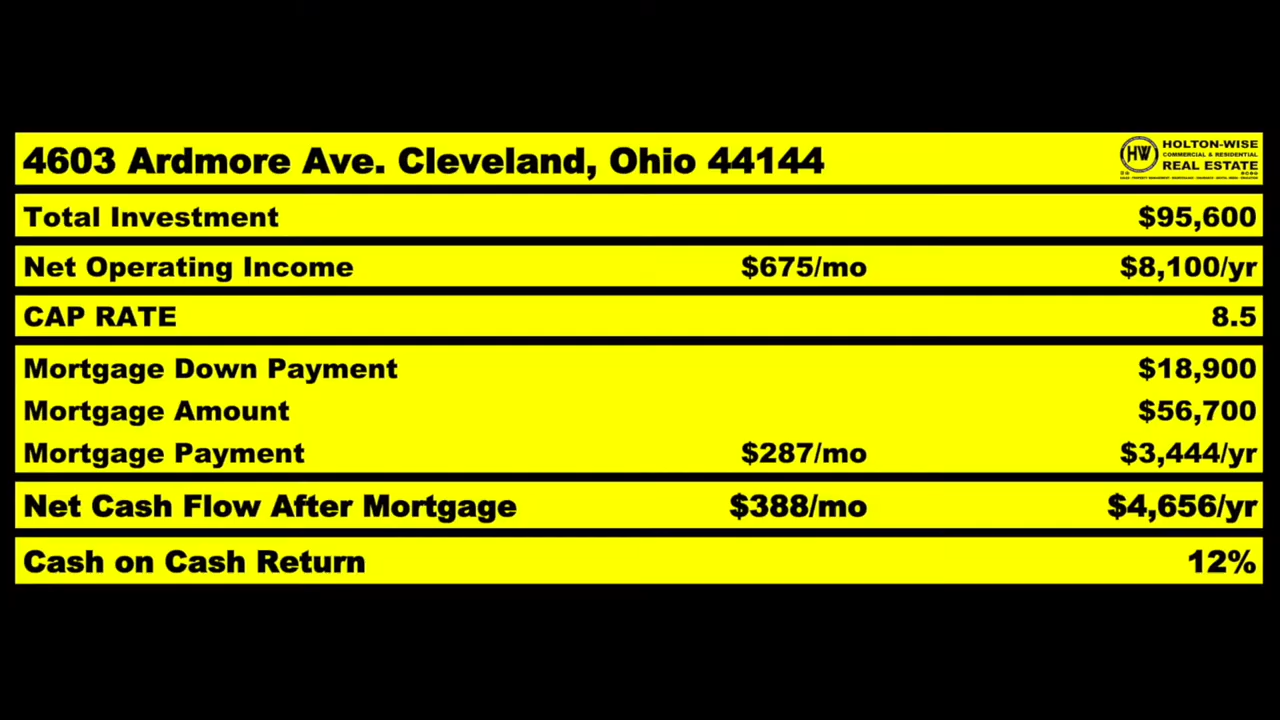 4603 Ardmore Ave. Cleveland, Ohio 44144
HW
HOLTON-WISE
COMMERCIAL & RESIDENTIAL
REAL ESTATE
Total Investment $95,600
Net Operating Income $675/mo $8,100/yr
CAP RATE 8.5
Mortgage Down Payment $18,900
Mortgage Amount $56,700
Mortgage Payment $287/mo $3,444/yr
Net Cash Flow After Mortgage $388/mo $4,656/yr
Cash on Cash Return 12%